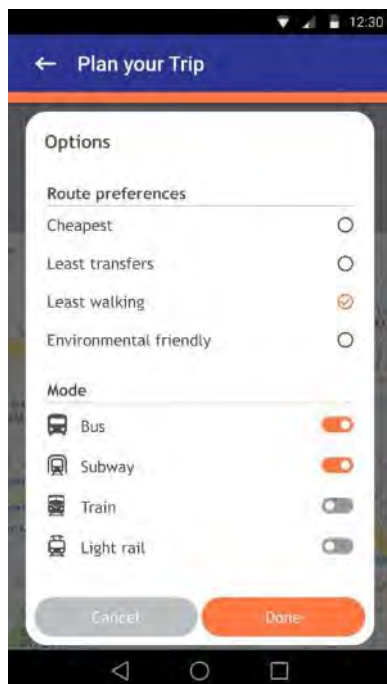 12:30
Plan your Trip
Options
Route preferences
Cheapest
Least transfers
Least walking
Environmental friendly
Mode
Bus
Subway
Train
Light rail
Cancel
Done